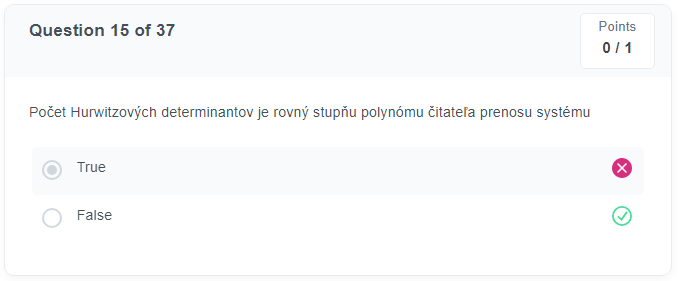 Question 15 of 37
Points
0 / 1
Počet Hurwitzových determinantov je rovný stupňu polynómu čitateľa prenosu systému
True
False